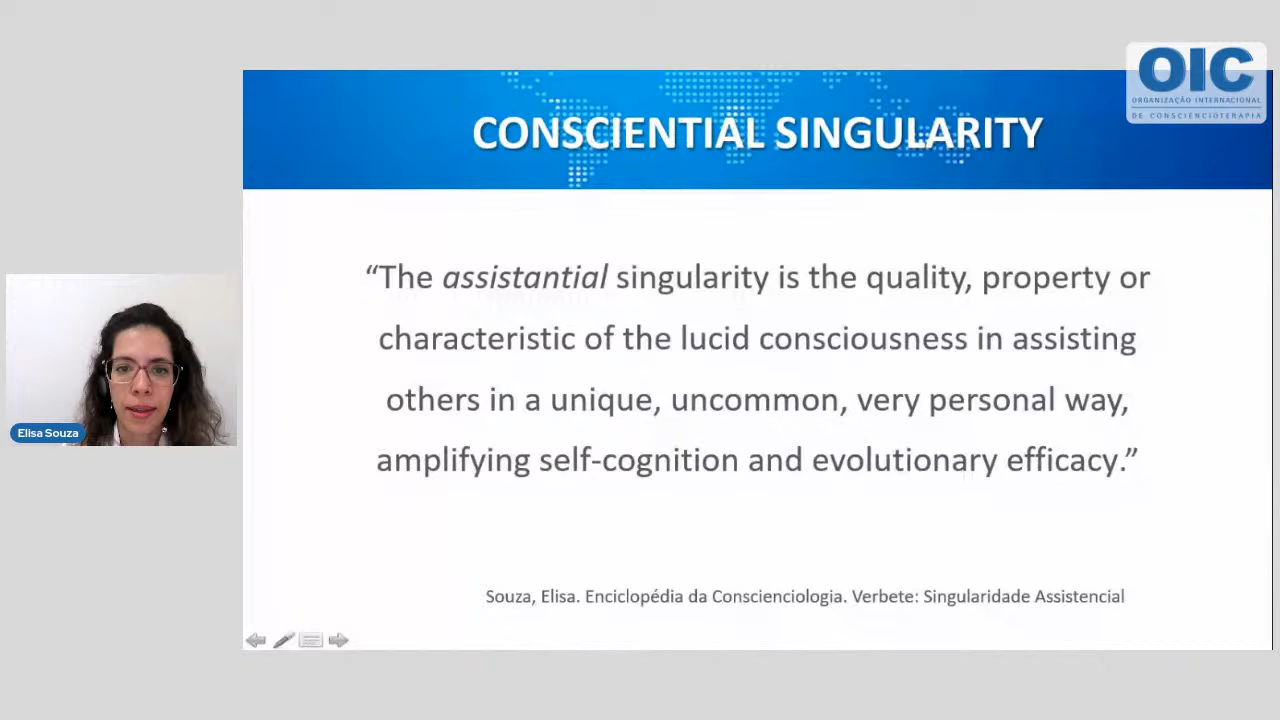 OIC
ORGANIZAÇÃO INTERNACIONAL
DE CONSCIENCIOTERAPIA
CONSCIENTIAL SINGULARITY
“The assistantial singularity is the quality, property or
characteristic of the lucid consciousness in assisting
others in a unique, uncommon, very personal way,
amplifying self-cognition and evolutionary efficacy.”
Elisa Souza
Souza, Elisa. Enciclopédia da Conscienciologia. Verbete: Singularidade Assistencial